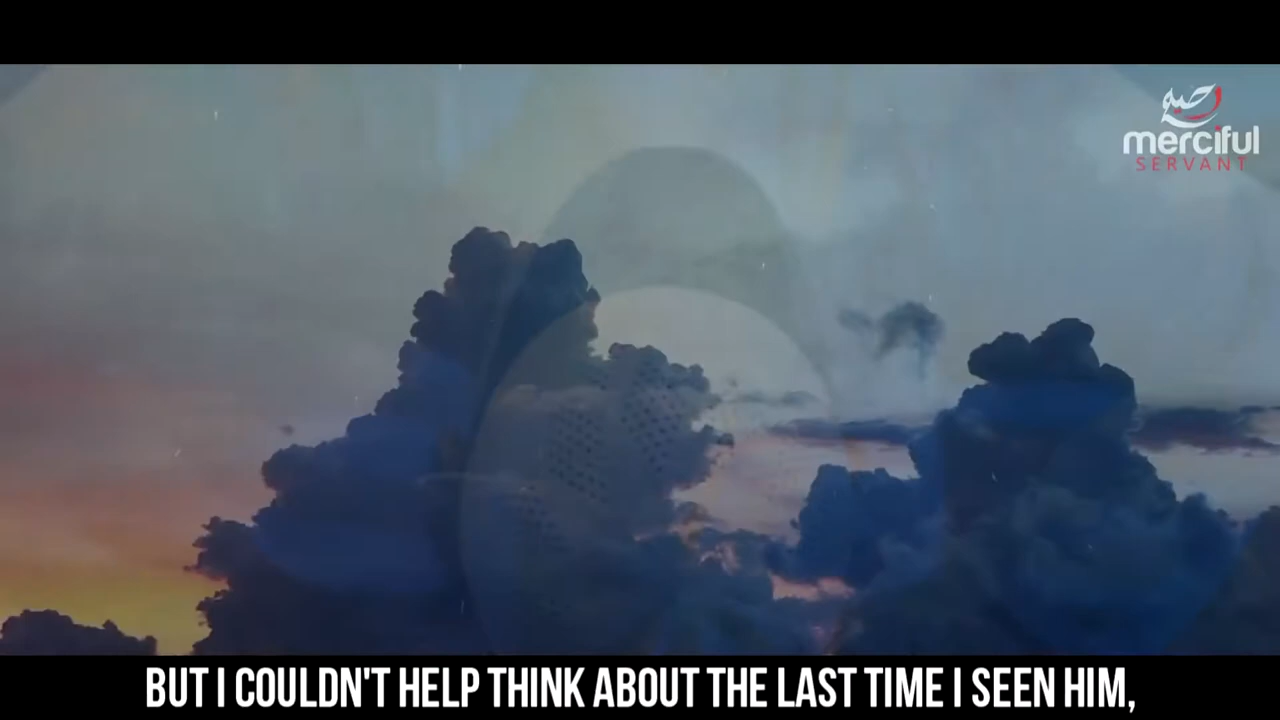 merciful
SERVANT
BUT I COULDN'T HELP THINK ABOUT THE LAST TIME I SEEN HIM,